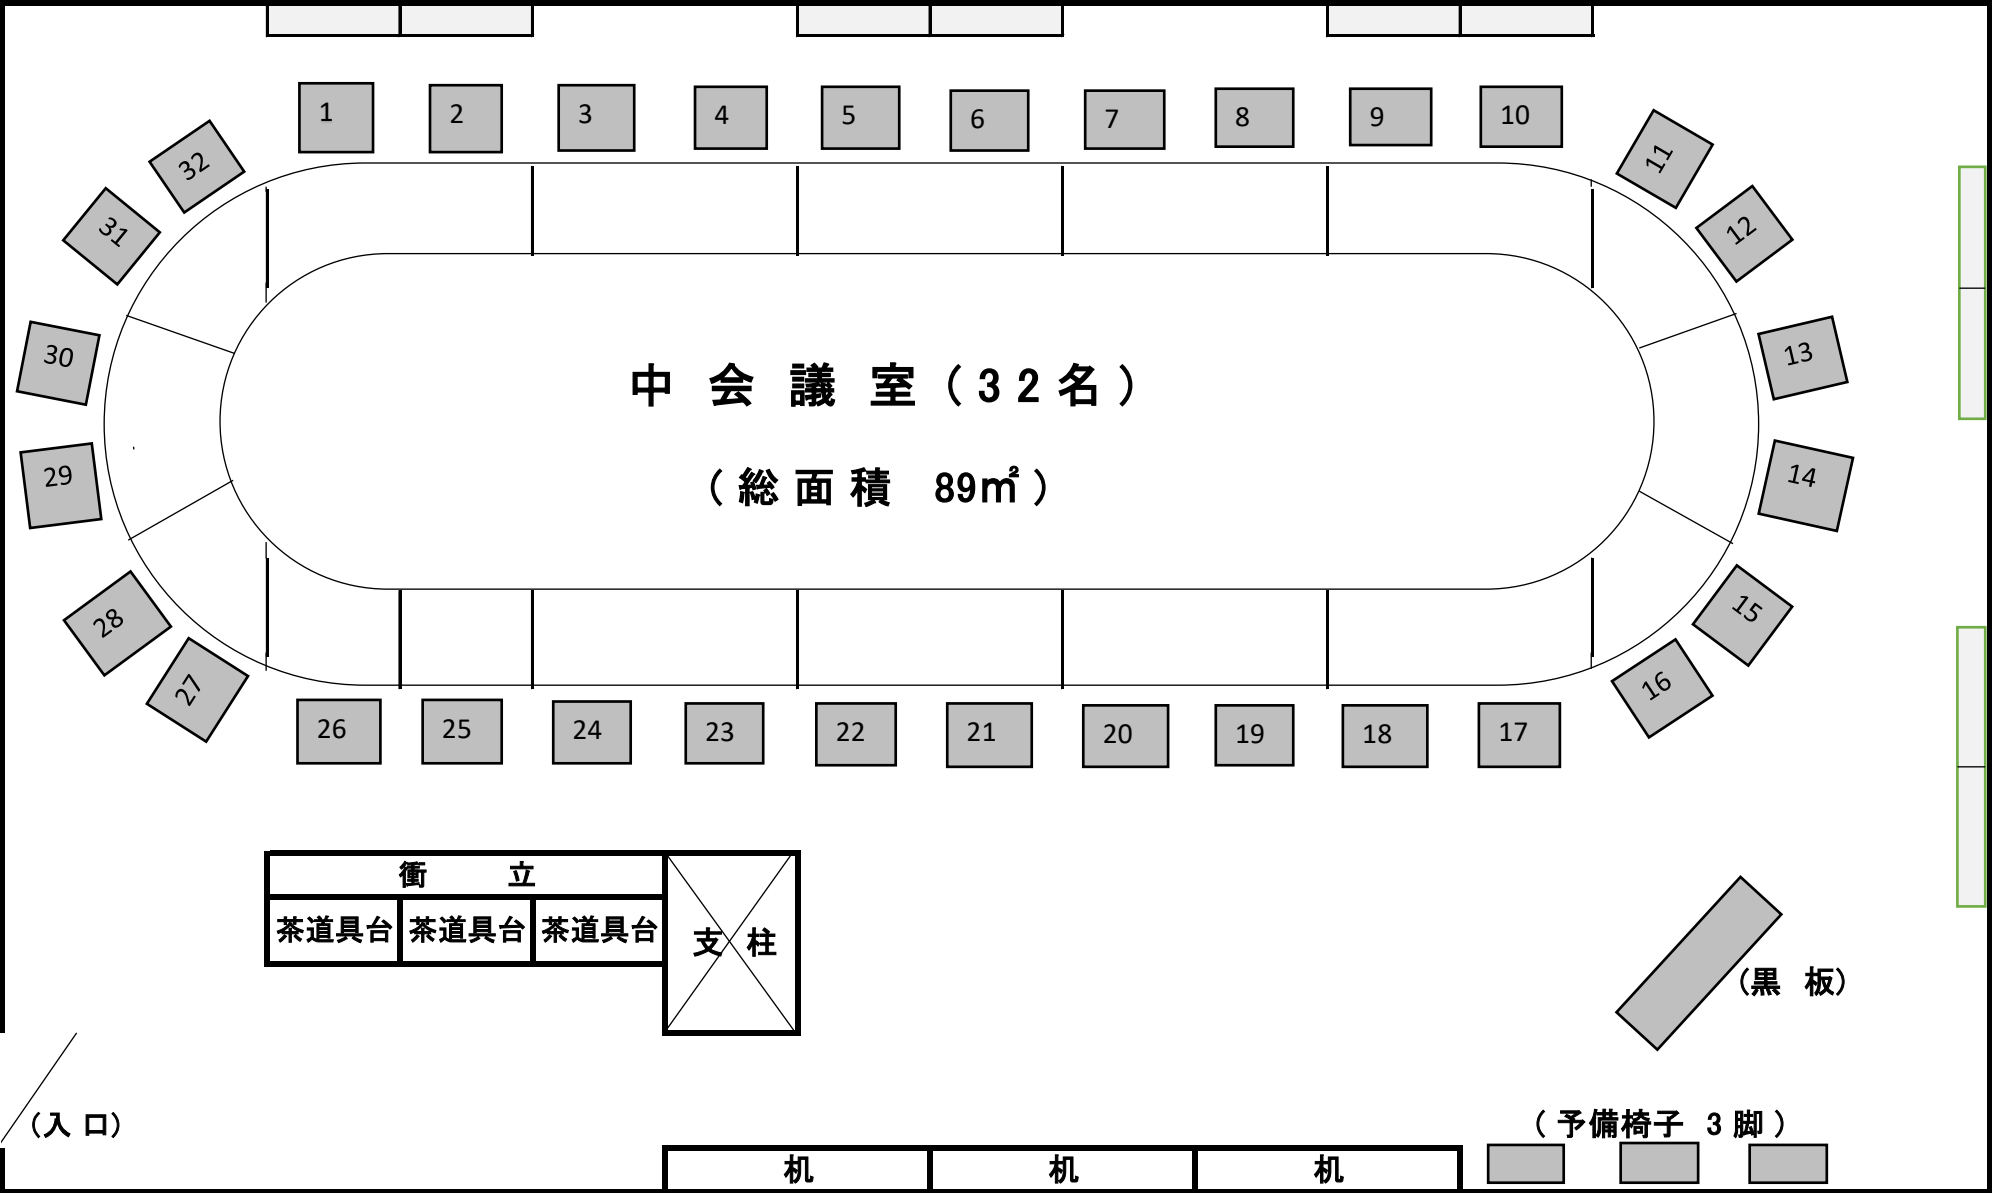 1 2 3 4 5 6 7 8 9 10
32 11
31 12
30 13
中 会 議 室（３２名）
29 14
（総面積 89㎡）
28 15
27 16
26 25 24 23 22 21 20 19 18 17
衝 立
茶道具台 茶道具台 茶道具台 支 柱
（黒 板）
（入 口）
（予備椅子 3 脚）
机 机 机